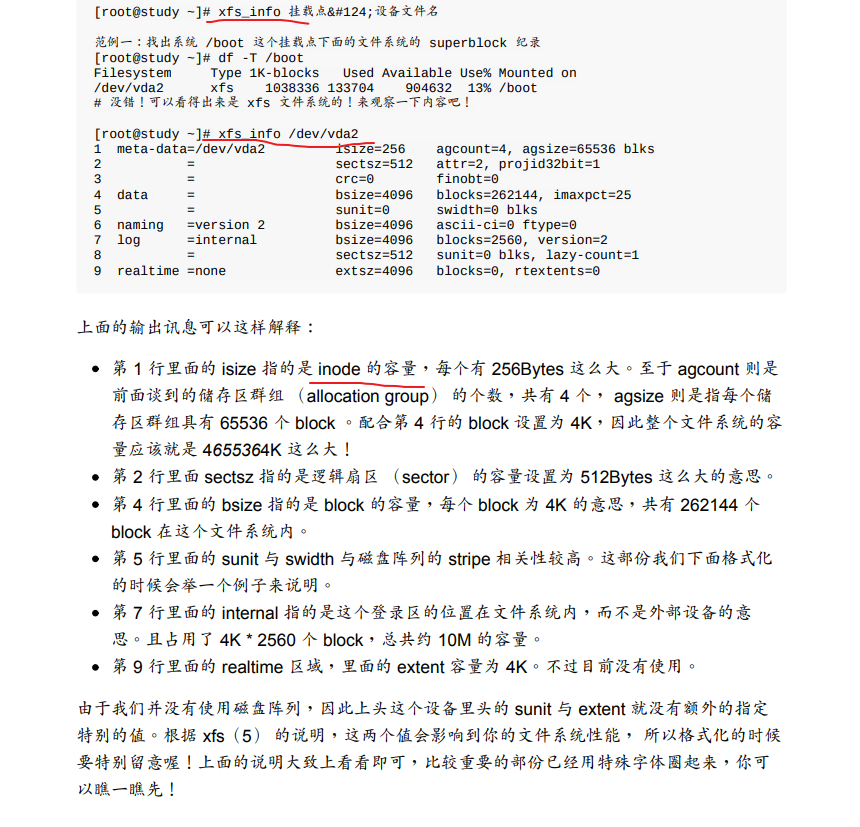 [root@study ~]# xfs_info 挂载点&#124;设备文件名
范例一：找出系统 /boot 这个挂载点下面的文件系统的 superblock 纪录
[root@study ~]# df -T /boot
Filesystem     Type 1K-blocks   Used Available Use% Mounted on
/dev/vda2      xfs    1038336 133704    904632  13% /boot
# 没错！可以看得出来是 xfs 文件系统的！来观察一下内容吧！
[root@study ~]# xfs_info /dev/vda2
1  meta-data=/dev/vda2         isize=256    agcount=4, agsize=65536 blks
2           =                  sectsz=512   attr=2, projid32bit=1
3           =                  crc=0        finobt=0
4  data     =                  bsize=4096   blocks=262144, imaxpct=25
5           =                  sunit=0      swidth=0 blks
6  naming   =version 2         bsize=4096   ascii-ci=0 ftype=0
7  log      =internal          bsize=4096   blocks=2560, version=2
8           =                  sectsz=512   sunit=0 blks, lazy-count=1
9  realtime =none              extsz=4096   blocks=0, rtextents=0
上面的输出讯息可以这样解释：
● 第 1 行里面的 isize 指的是 inode 的容量，每个有 256Bytes 这么大。至于 agcount 则是
前面谈到的储存区群组 （allocation group） 的个数，共有 4 个， agsize 则是指每个储
存区群组具有 65536 个 block 。配合第 4 行的 block 设置为 4K，因此整个文件系统的容
量应该就是 4655364K 这么大！
● 第 2 行里面 sectsz 指的是逻辑扇区 （sector） 的容量设置为 512Bytes 这么大的意思。
● 第 4 行里面的 bsize 指的是 block 的容量，每个 block 为 4K 的意思，共有 262144 个
block 在这个文件系统内。
● 第 5 行里面的 sunit 与 swidth 与磁盘阵列的 stripe 相关性较高。这部份我们下面格式化
的时候会举一个例子来说明。
● 第 7 行里面的 internal 指的是这个登录区的位置在文件系统内，而不是外部设备的意
思。且占用了 4K * 2560 个 block，总共约 10M 的容量。
● 第 9 行里面的 realtime 区域，里面的 extent 容量为 4K。不过目前没有使用。
由于我们并没有使用磁盘阵列，因此上头这个设备里头的 sunit 与 extent 就没有额外的指定
特别的值。根据 xfs（5） 的说明，这两个值会影响到你的文件系统性能， 所以格式化的时候
要特别留意喔！上面的说明大致上看看即可，比较重要的部份已经用特殊字体圈起来，你可
以瞧一瞧先！